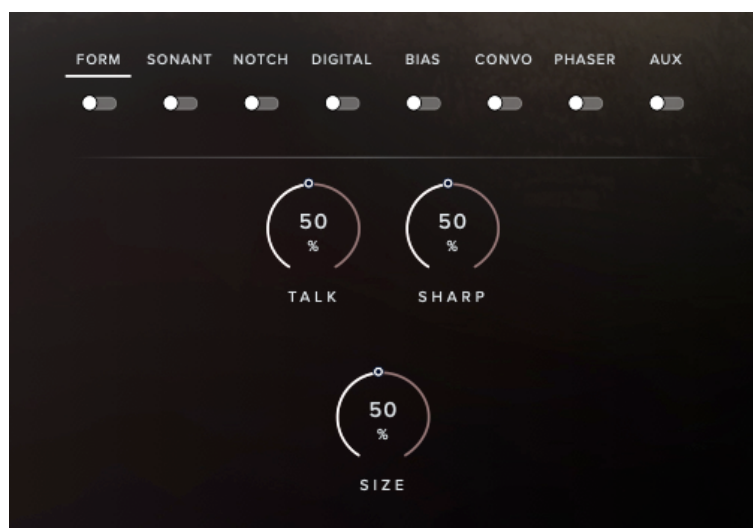 FORM SONANT NOTCH DIGITAL BIAS CONVO PHASER AUX
50 50
% %
TALK SHARP
50
%
SIZE